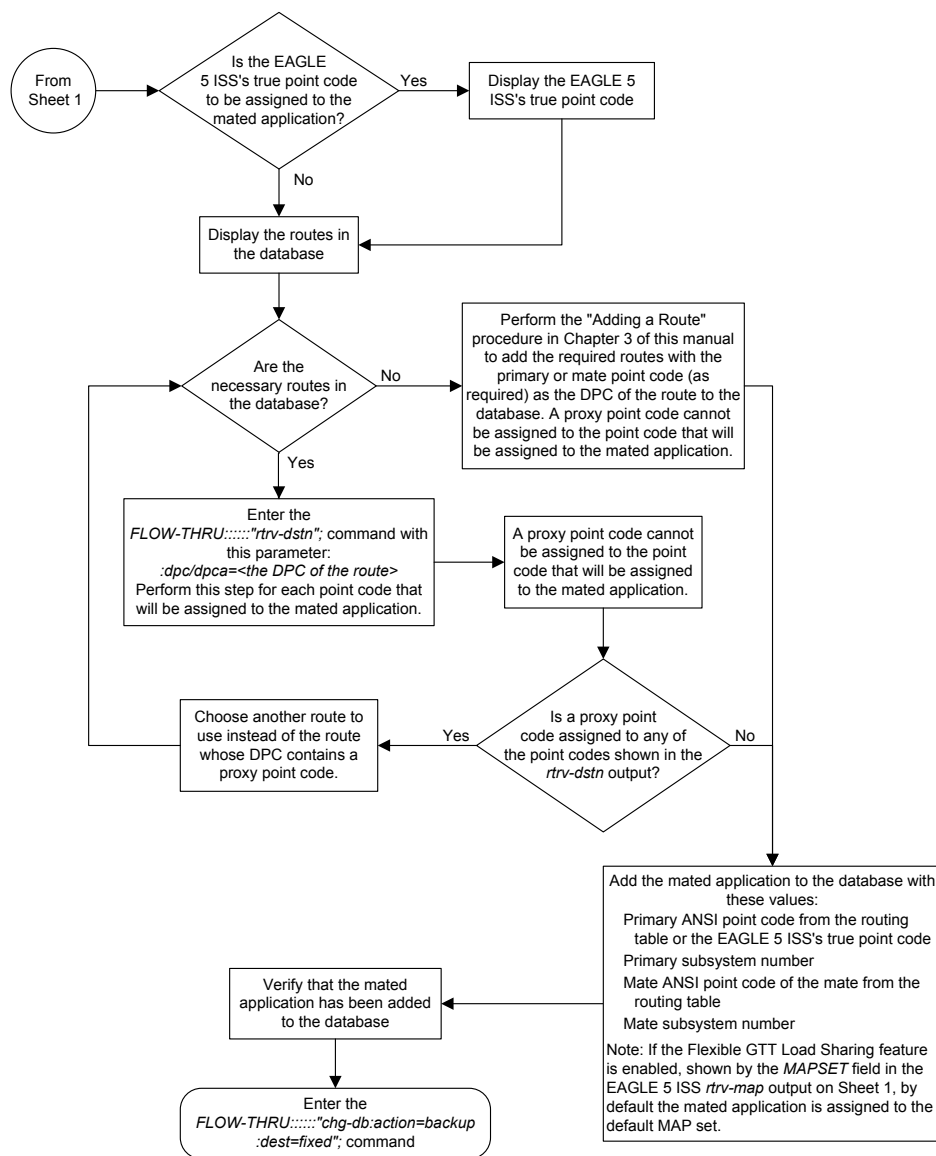 From
Sheet 1
Is the EAGLE
5 ISS's true point code
to be assigned to the
mated application?
Yes
Display the EAGLE 5
ISS's true point code
No
Display the routes in
the database
Are the
necessary routes in
the database?
No
Perform the "Adding a Route"
procedure in Chapter 3 of this manual
to add the required routes with the
primary or mate point code (as
required) as the DPC of the route to the
database. A proxy point code cannot
be assigned to the point code that will
be assigned to the mated application.
Yes
Enter the
FLOW-THRU::::::"rtrv-dstn"; command with
this parameter:
:dpc/dpca=<the DPC of the route>
Perform this step for each point code that
will be assigned to the mated application.
A proxy point code cannot
be assigned to the point
code that will be assigned
to the mated application.
Is a proxy point
code assigned to any of
the point codes shown in the
rtrv-dstn output?
Yes
No
Choose another route to
use instead of the route
whose DPC contains a
proxy point code.
Add the mated application to the database with
these values:
Primary ANSI point code from the routing
table or the EAGLE 5 ISS's true point code
Primary subsystem number
Mate ANSI point code of the mate from the
routing table
Mate subsystem number
Note: If the Flexible GTT Load Sharing feature
is enabled, shown by the MAPSET field in the
EAGLE 5 ISS rtrv-map output on Sheet 1, by
default the mated application is assigned to the
default MAP set.
Verify that the mated
application has been added
to the database
Enter the
FLOW-THRU::::::"chg-db:action=backup
:dest=fixed"; command